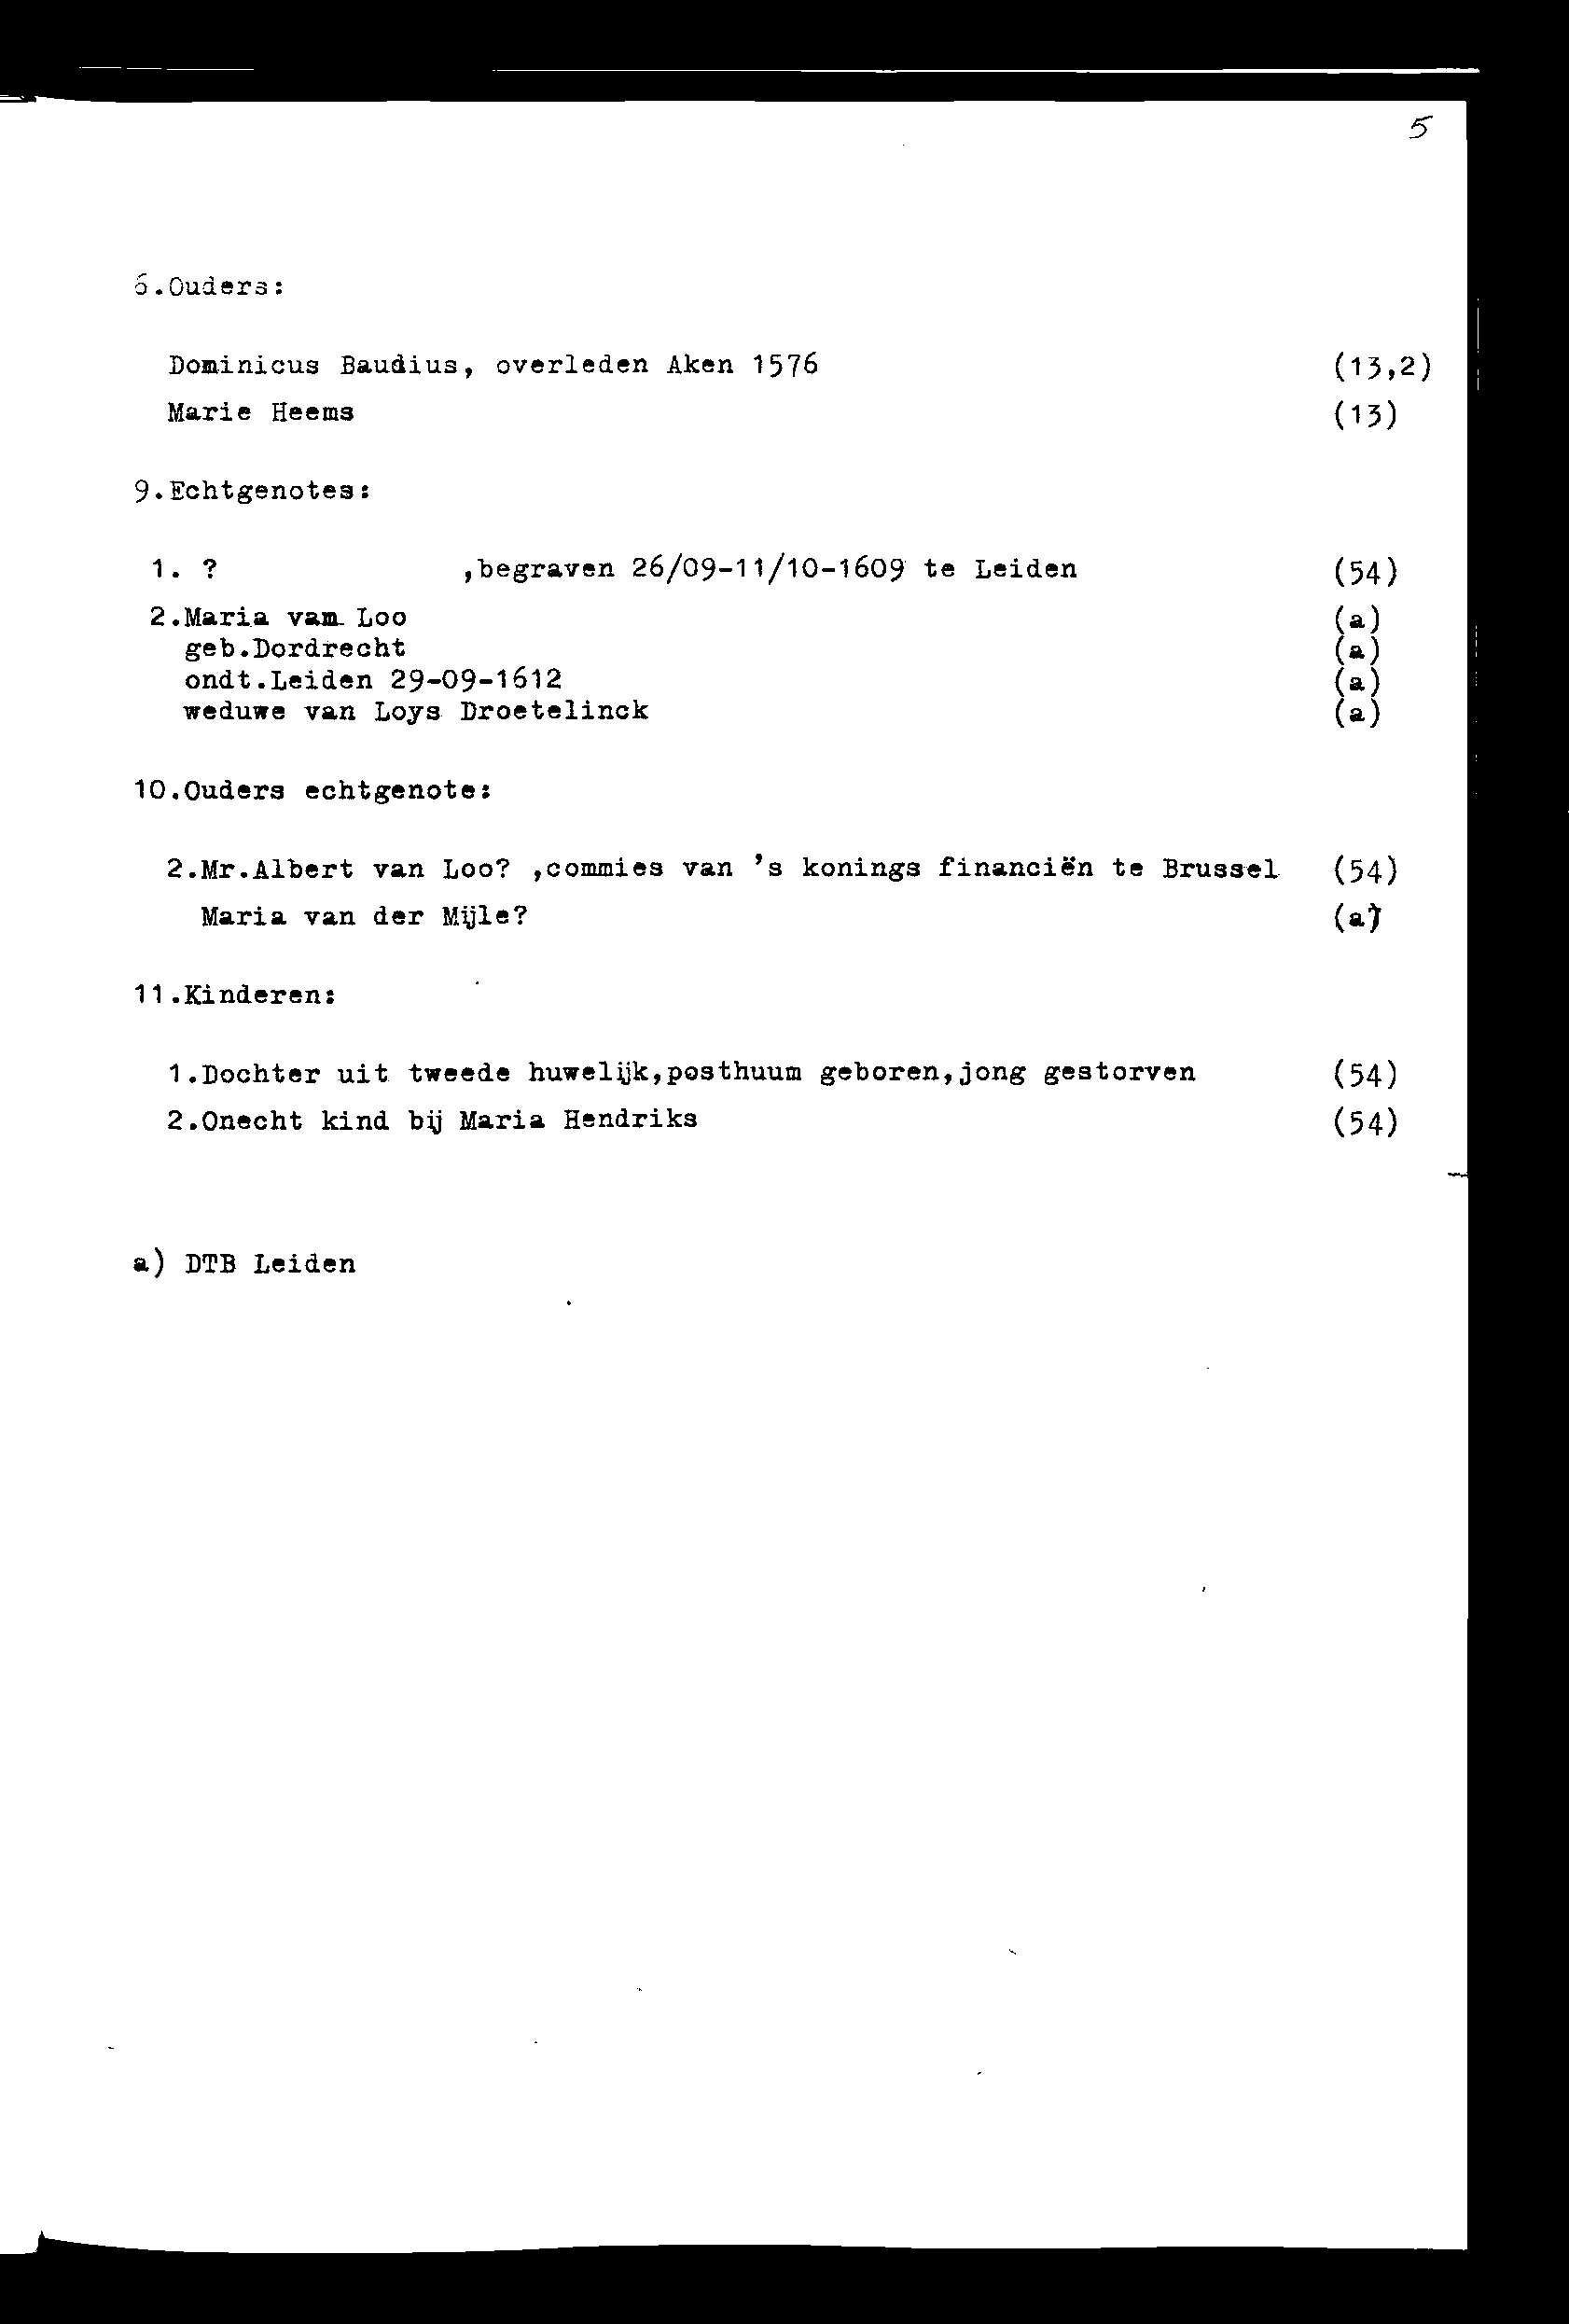 5
6.Ouders:
Dominicus Baudius, overleden Aken 1576 (13,2)
Marie Heems (13)
9.Echtgenotes:
1. ? ,begraven 26/09-11/10-1609 te Leiden (54)
2.Maria van Loo (a)
geb.Dordrecht (a)
ondt.Leiden 29-09-1612 (a)
weduwe van Loys Droetelinck (a)
10.Ouders echtgenote:
2.Mr.Albert van Loo? ,commies van 's konings financiën te Brussel (54)
Maria van der Mijle? (a)
11.Kinderen:
1.Dochter uit tweede huwelijk,posthuum geboren,jong gestorven (54)
2.Onecht kind bij Maria Hendriks (54)
a) DTB Leiden